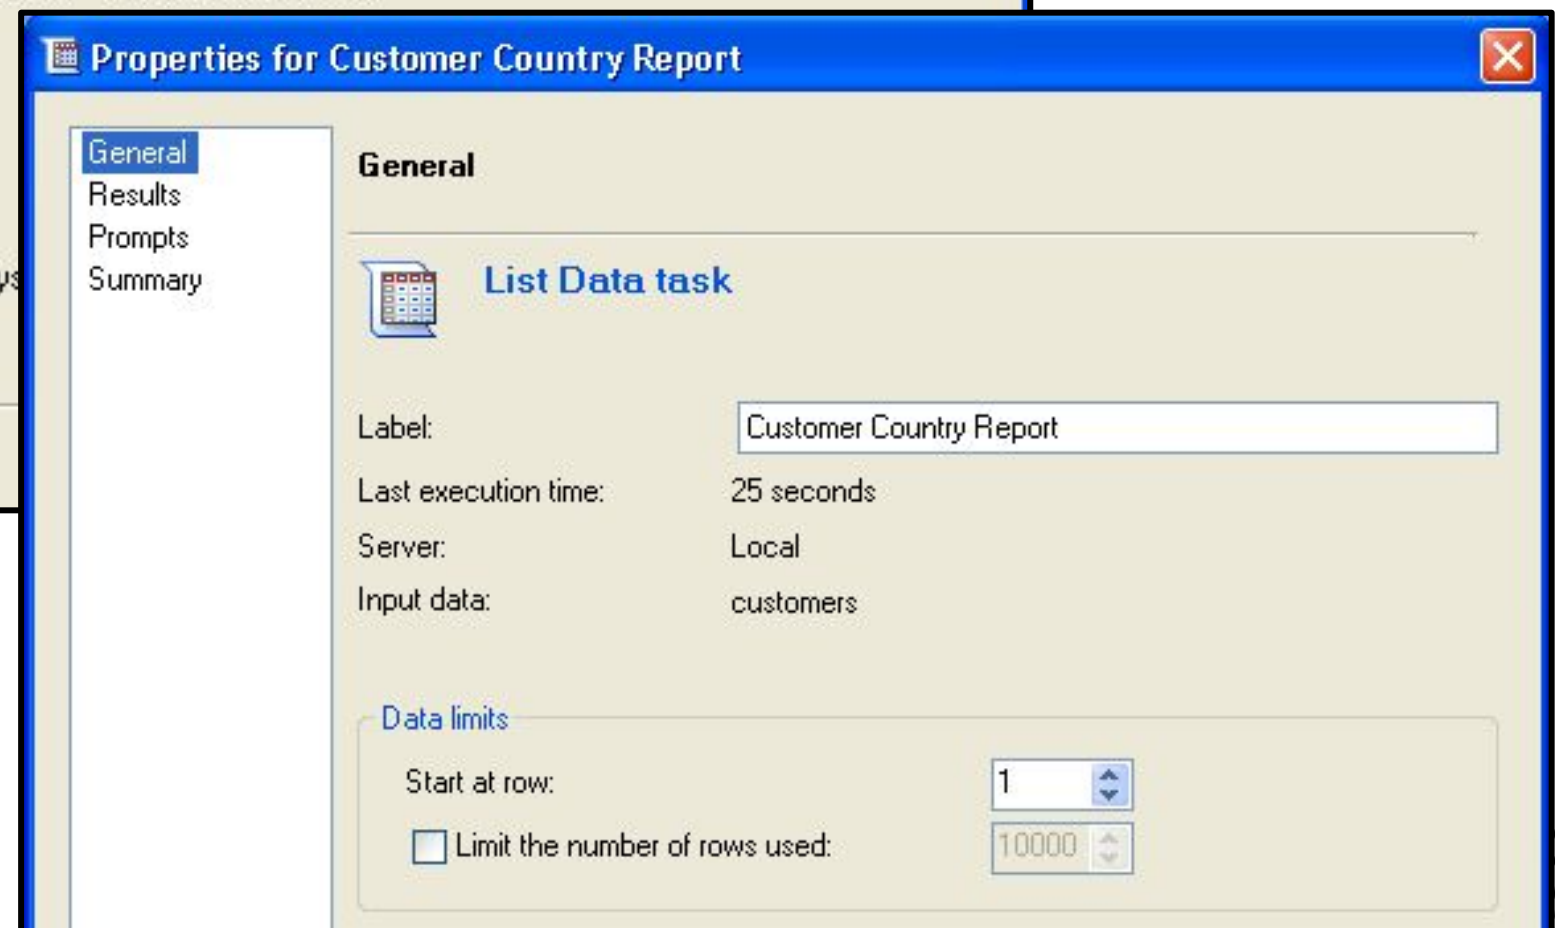 Properties for Customer Country Report
General
Results
Prompts
Summary
General
List Data task
Label: Customer Country Report
Last execution time: 25 seconds
Server: Local
Input data: customers
Data limits
Start at row: 1
Limit the number of rows used: 10000